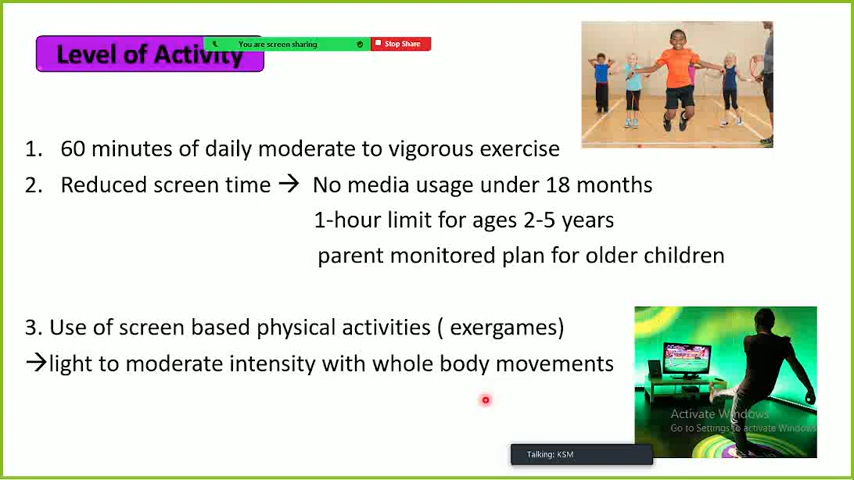 You are screen sharing
Stop Share
Level of Activity
1. 60 minutes of daily moderate to vigorous exercise
2. Reduced screen time → No media usage under 18 months
1-hour limit for ages 2-5 years
parent monitored plan for older children
3. Use of screen based physical activities ( exergames)
→light to moderate intensity with whole body movements
Activate Windows
Go to Settings to activate Windows
Talking: KSM